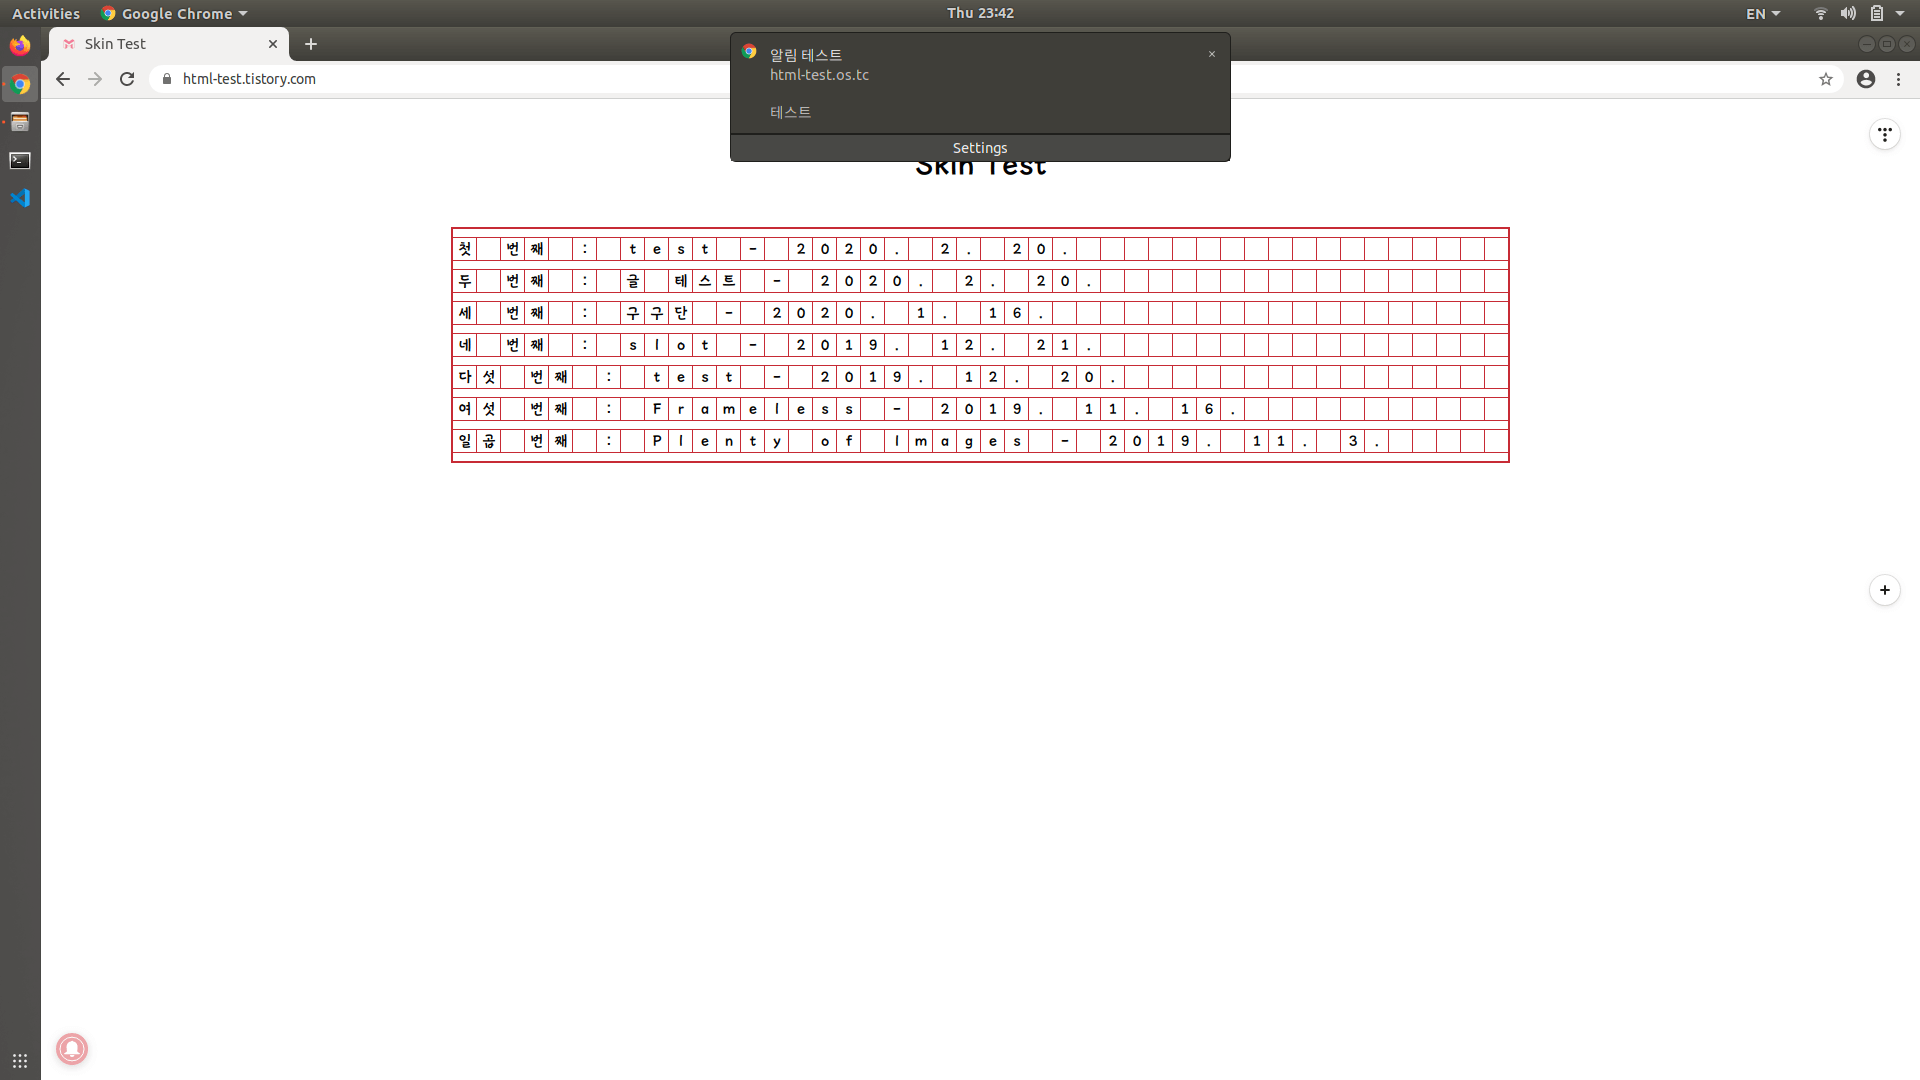 Activities Google Chrome Thu 23:42 EN
Skin Test
html-test.tistory.com
알림 테스트
html-test.os.tc
테스트
Settings
Skin Test
첫 번째 : test - 2020. 2. 20.
두 번째 : 글 테스트 - 2020. 2. 20.
세 번째 : 구구단 - 2020. 1. 16.
네 번째 : slot - 2019. 12. 21.
다섯 번째 : test - 2019. 12. 20.
여섯 번째 : Frameless - 2019. 11. 16.
일곱 번째 : Plenty of Images - 2019. 11. 3.